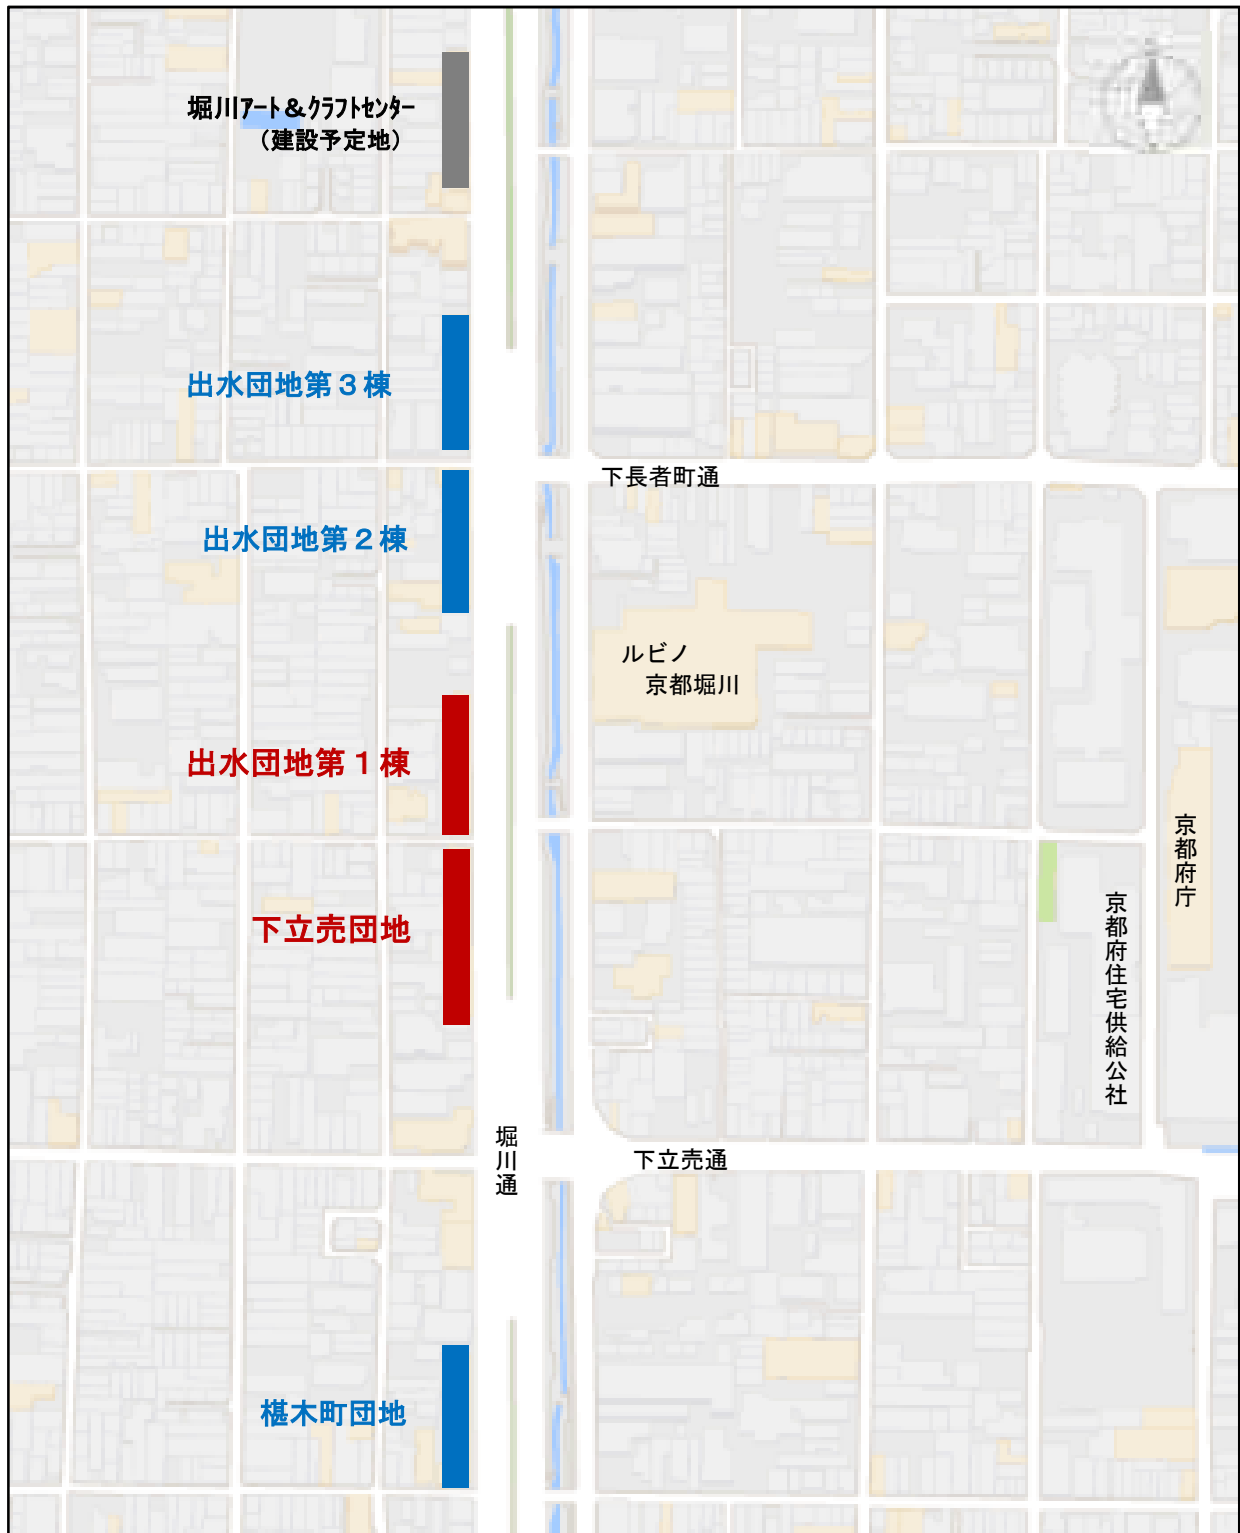 堀川ｱｰﾄ＆ｸﾗﾌﾄｾﾝﾀｰ
（建設予定地）
出水団地第３棟
下長者町通
出水団地第２棟
ルビノ
京都堀川
出水団地第１棟
京都府庁
下立売団地
京都府住宅供給公社
堀川通
下立売通
椹木町団地